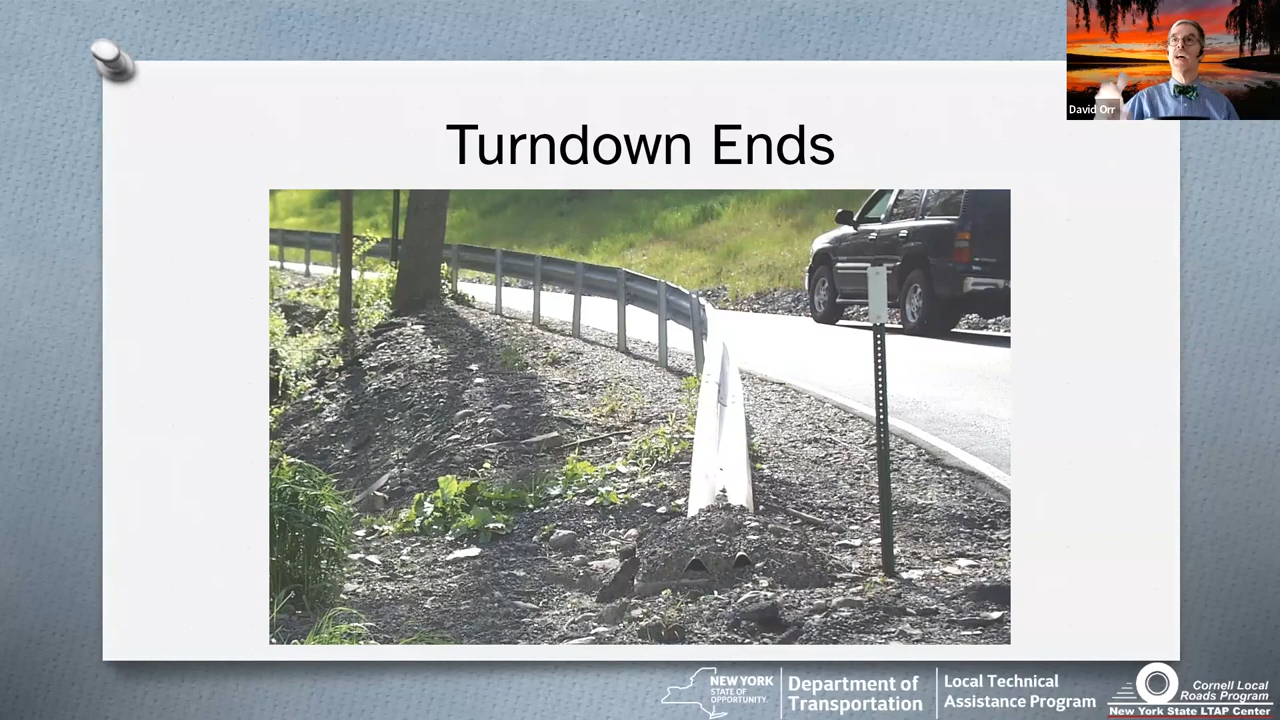 David Orr
Turndown Ends
NEW YORK
STATE OF
OPPORTUNITY.
Department of
Transportation
Local Technical
Assistance Program
Cornell Local
Roads Program
New York State LTAP Center